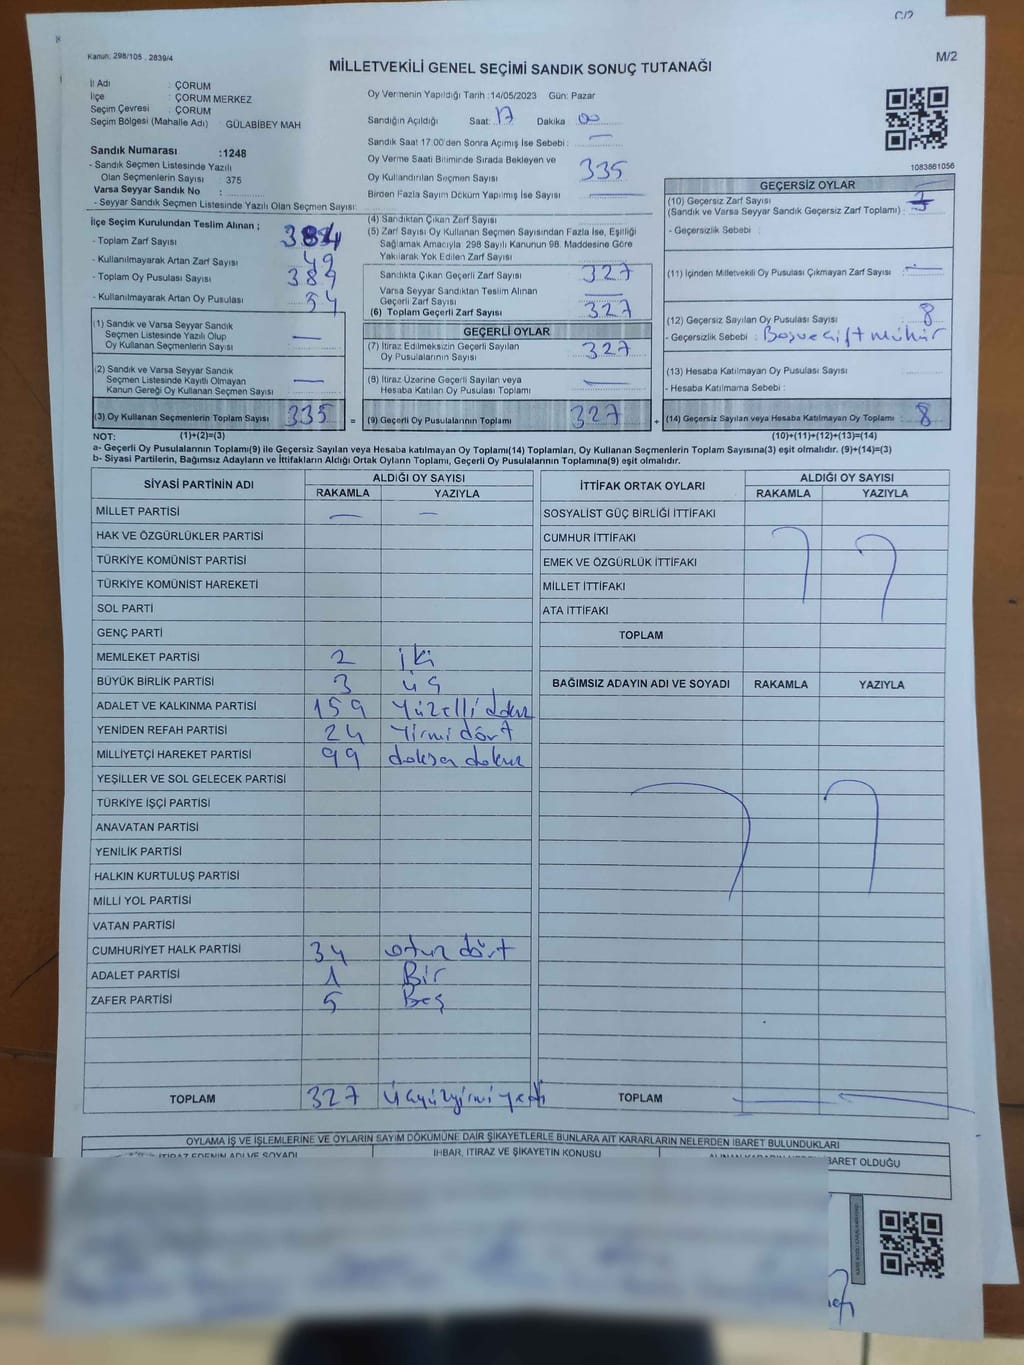 C/2
Kanun: 298/105 , 2839/4
M/2
MİLLETVEKİLİ GENEL SEÇİMİ SANDIK SONUÇ TUTANAĞI
İl Adı : ÇORUM
İlçe : ÇORUM MERKEZ
Seçim Çevresi : ÇORUM
Seçim Bölgesi (Mahalle Adı) : GÜLABİBEY MAH
Sandık Numarası :1248
- Sandık Seçmen Listesinde Yazılı
Olan Seçmenlerin Sayısı : 375
Varsa Seyyar Sandık No :
- Seyyar Sandık Seçmen Listesinde Yazılı Olan Seçmen Sayısı:
Oy Vermenin Yapıldığı Tarih :14/05/2023 Gün: Pazar
Sandığın Açıldığı Saat: 17 Dakika 00
Sandık Saat 17:00'den Sonra Açımış İse Sebebi : —
Oy Verme Saati Bitiminde Sırada Bekleyen ve
Oy Kullandırılan Seçmen Sayısı 335
Birden Fazla Sayım Döküm Yapılmış İse Sayısı —
1083861056
İlçe Seçim Kurulundan Teslim Alınan ;
- Toplam Zarf Sayısı 384
- Kullanılmayarak Artan Zarf Sayısı 49
- Toplam Oy Pusulası Sayısı 389
- Kullanılmayarak Artan Oy Pusulası 54
(1) Sandık ve Varsa Seyyar Sandık
Seçmen Listesinde Yazılı Olup
Oy Kullanan Seçmenlerin Sayısı —
(2) Sandık ve Varsa Seyyar Sandık
Seçmen Listesinde Kayıtlı Olmayan
Kanun Gereği Oy Kullanan Seçmen Sayısı —
(3) Oy Kullanan Seçmenlerin Toplam Sayısı 335
(4) Sandıktan Çıkan Zarf Sayısı
(5) Zarf Sayısı Oy Kullanan Seçmen Sayısından Fazla İse, Eşitliği
Sağlamak Amacıyla 298 Sayılı Kanunun 98. Maddesine Göre
Yakılarak Yok Edilen Zarf Sayısı
Sandıkta Çıkan Geçerli Zarf Sayısı 327
Varsa Seyyar Sandıktan Teslim Alınan
Geçerli Zarf Sayısı —
(6) Toplam Geçerli Zarf Sayısı 327
GEÇERLİ OYLAR
(7) İtiraz Edilmeksizin Geçerli Sayılan
Oy Pusulalarının Sayısı 327
(8) İtiraz Üzerine Geçerli Sayılan veya
Hesaba Katılan Oy Pusulası Toplamı —
= (9) Geçerli Oy Pusulalarının Toplamı 327 +
GEÇERSİZ OYLAR
(10) Geçersiz Zarf Sayısı
(Sandık ve Varsa Seyyar Sandık Geçersiz Zarf Toplamı) :
- Geçersizlik Sebebi :
(11) İçinden Milletvekili Oy Pusulası Çıkmayan Zarf Sayısı —
(12) Geçersiz Sayılan Oy Pusulası Sayısı 8
- Geçersizlik Sebebi : Boş ve çift mühür
(13) Hesaba Katılmayan Oy Pusulası Sayısı
- Hesaba Katılmama Sebebi :
(14) Geçersiz Sayılan veya Hesaba Katılmayan Oy Toplamı 8
NOT: (1)+(2)=(3) (10)+(11)+(12)+(13)=(14)
a- Geçerli Oy Pusulalarının Toplamı(9) ile Geçersiz Sayılan veya Hesaba katılmayan Oy Toplamı(14) Toplamları, Oy Kullanan Seçmenlerin Toplam Sayısına(3) eşit olmalıdır. (9)+(14)=(3)
b- Siyasi Partilerin, Bağımsız Adayların ve İttifakların Aldığı Ortak Oyların Toplamı, Geçerli Oy Pusulalarının Toplamına(9) eşit olmalıdır.
SİYASİ PARTİNİN ADI ALDIĞI OY SAYISI
RAKAMLA YAZIYLA
MİLLET PARTİSİ — —
HAK VE ÖZGÜRLÜKLER PARTİSİ
TÜRKİYE KOMÜNİST PARTİSİ
TÜRKİYE KOMÜNİST HAREKETİ
SOL PARTİ
GENÇ PARTİ
MEMLEKET PARTİSİ 2 iki
BÜYÜK BİRLİK PARTİSİ 3 üç
ADALET VE KALKINMA PARTİSİ 159
YENİDEN REFAH PARTİSİ 24 Yirmi dört
MİLLİYETÇİ HAREKET PARTİSİ 99 doksan dokuz
YEŞİLLER VE SOL GELECEK PARTİSİ
TÜRKİYE İŞÇİ PARTİSİ
ANAVATAN PARTİSİ
YENİLİK PARTİSİ
HALKIN KURTULUŞ PARTİSİ
MİLLİ YOL PARTİSİ
VATAN PARTİSİ
CUMHURİYET HALK PARTİSİ 34 otuz dört
ADALET PARTİSİ 1 Bir
ZAFER PARTİSİ 5 Beş
TOPLAM 327 Üçyüzyirmiyedi
İTTİFAK ORTAK OYLARI ALDIĞI OY SAYISI
RAKAMLA YAZIYLA
SOSYALİST GÜÇ BİRLİĞİ İTTİFAKI
CUMHUR İTTİFAKI
EMEK VE ÖZGÜRLÜK İTTİFAKI
MİLLET İTTİFAKI
ATA İTTİFAKI
TOPLAM
BAĞIMSIZ ADAYIN ADI VE SOYADI RAKAMLA YAZIYLA
TOPLAM — —
OYLAMA İŞ VE İŞLEMLERİNE VE OYLARIN SAYIM DÖKÜMÜNE DAİR ŞİKAYETLERLE BUNLARA AİT KARARLARIN NELERDEN İBARET BULUNDUKLARI
İTİRAZ EDENİN ADI VE SOYADI İHBAR, İTİRAZ VE ŞİKAYETİN KONUSU
İBARET OLDUĞU